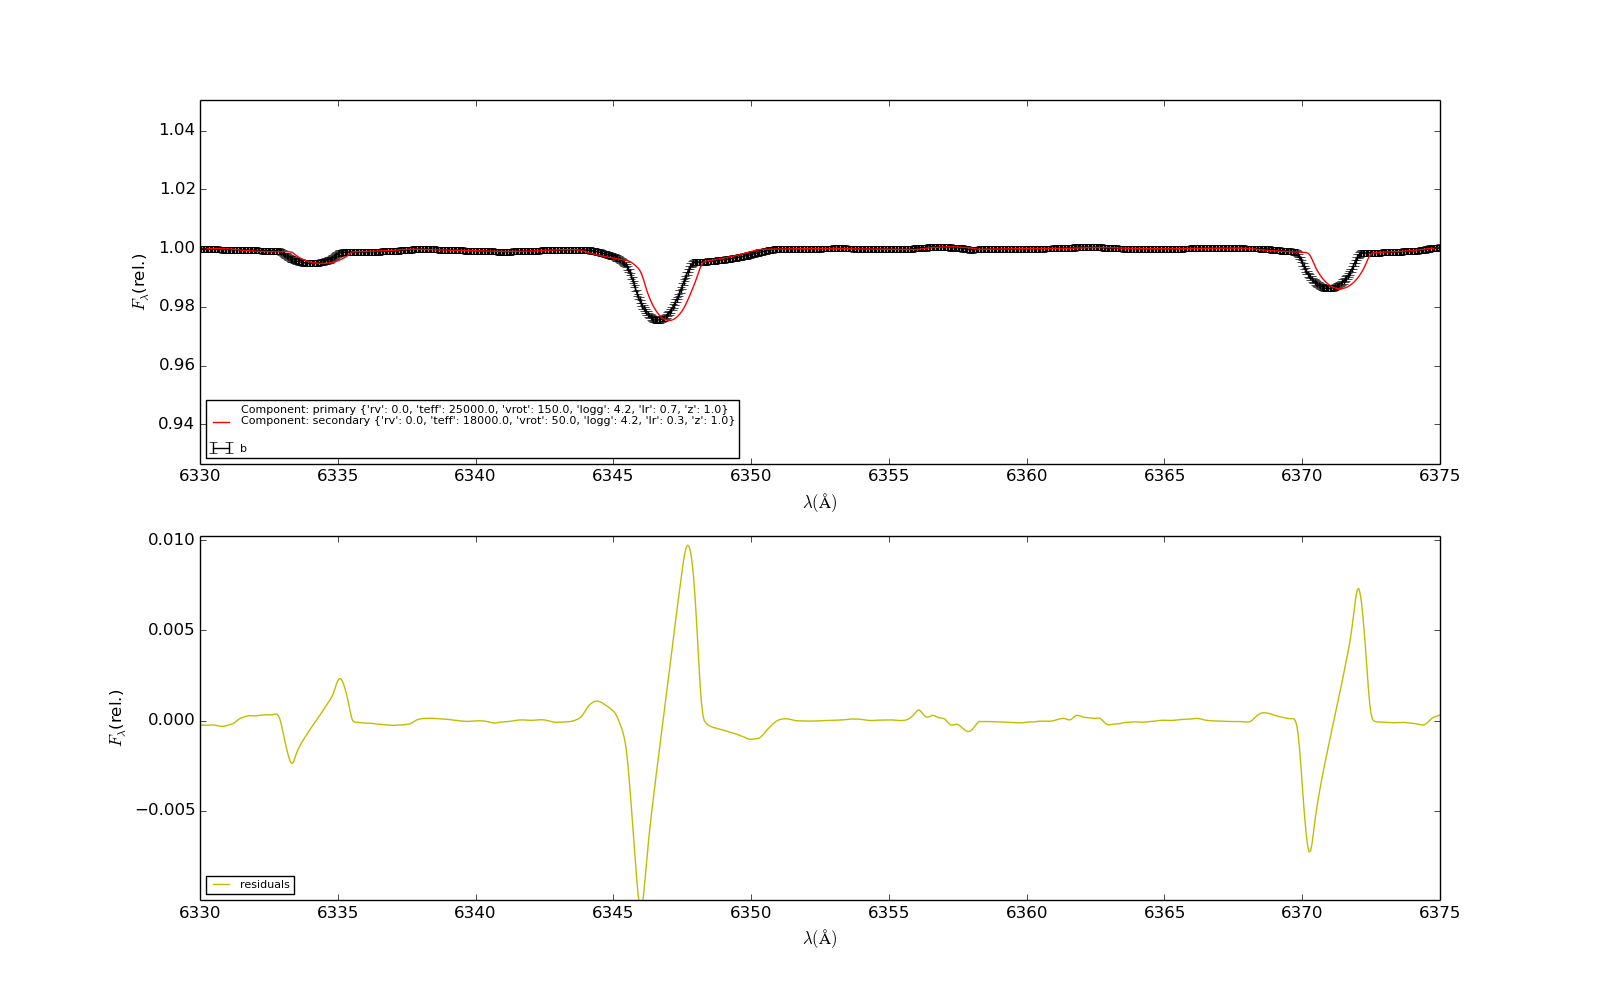 1.04
1.02
1.00
0.98
0.96
0.94
F_λ(rel.)
Component: primary {'rv': 0.0, 'teff': 25000.0, 'vrot': 150.0, 'logg': 4.2, 'lr': 0.7, 'z': 1.0}
Component: secondary {'rv': 0.0, 'teff': 18000.0, 'vrot': 50.0, 'logg': 4.2, 'lr': 0.3, 'z': 1.0}
b
6330 6335 6340 6345 6350 6355 6360 6365 6370 6375
λ(Å)
0.010
0.005
0.000
−0.005
F_λ(rel.)
residuals
6330 6335 6340 6345 6350 6355 6360 6365 6370 6375
λ(Å)